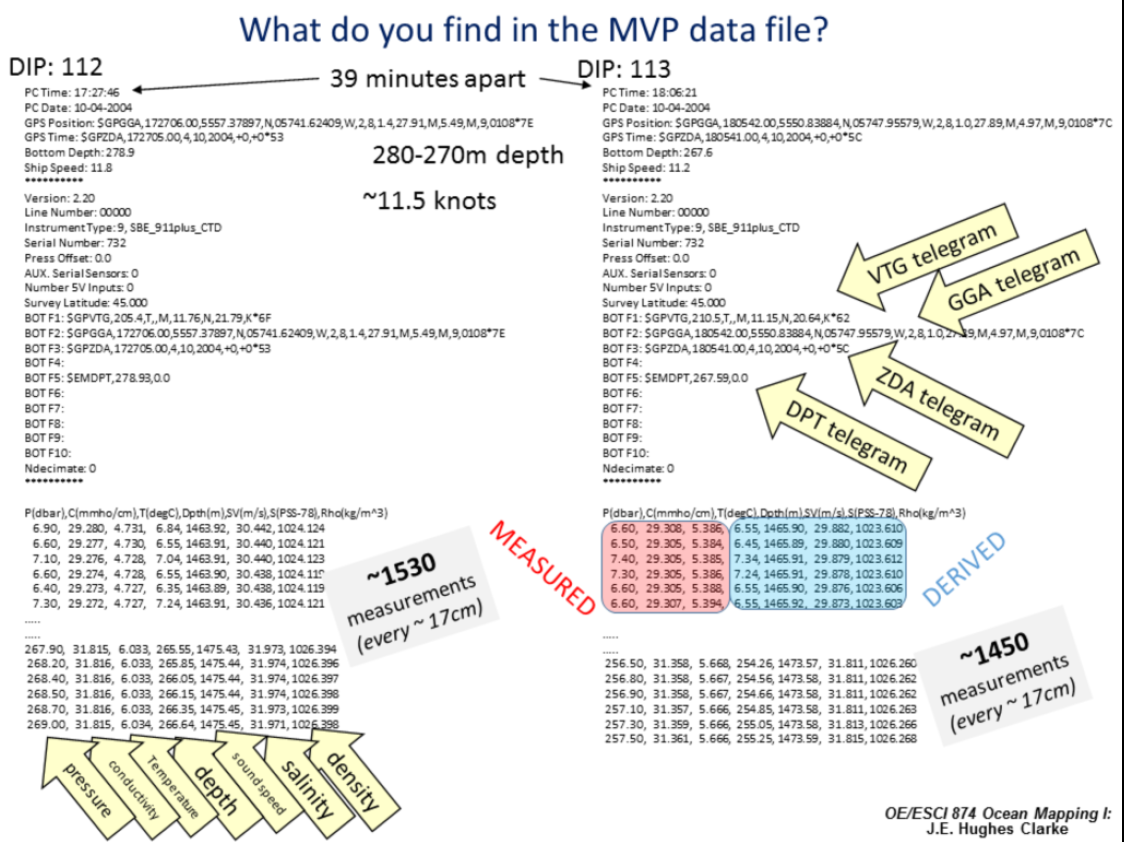 What do you find in the MVP data file?
DIP: 112
39 minutes apart
DIP: 113
PC Time: 17:27:46
PC Date: 10-04-2004
GPS Position: $GPGGA,172706.00,5557.37897,N,05741.62409,W,2,8,1.4,27.91,M,5.49,M,9,0108*7E
GPS Time: $GPZDA,172705.00,4,10,2004,+0,+0*53
Bottom Depth: 278.9
Ship Speed: 11.8
**********
Version: 2.20
Line Number: 00000
Instrument Type: 9, SBE_911plus_CTD
Serial Number: 732
Press Offset: 0.0
AUX. Serial Sensors: 0
Number 5V Inputs: 0
Survey Latitude: 45.000
BOT F1: $GPVTG,205.4,T,,M,11.76,N,21.79,K*6F
BOT F2: $GPGGA,172706.00,5557.37897,N,05741.62409,W,2,8,1.4,27.91,M,5.49,M,9,0108*7E
BOT F3: $GPZDA,172705.00,4,10,2004,+0,+0*53
BOT F4:
BOT F5: $EMDPT,278.93,0.0
BOT F6:
BOT F7:
BOT F8:
BOT F9:
BOT F10:
Ndecimate: 0
**********
P(dbar),C(mmho/cm),T(degC),Dpth(m),SV(m/s),S(PSS-78),Rho(kg/m^3)
6.90, 29.280, 4.731, 6.84, 1463.92, 30.442, 1024.124
6.60, 29.277, 4.730, 6.55, 1463.91, 30.440, 1024.121
7.10, 29.276, 4.728, 7.04, 1463.91, 30.440, 1024.123
6.60, 29.274, 4.728, 6.55, 1463.90, 30.438, 1024.119
6.40, 29.273, 4.727, 6.35, 1463.89, 30.438, 1024.119
7.30, 29.272, 4.727, 7.24, 1463.91, 30.436, 1024.121
.....
.....
267.90, 31.815, 6.033, 265.55, 1475.43, 31.973, 1026.394
268.20, 31.816, 6.033, 265.85, 1475.44, 31.974, 1026.396
268.40, 31.816, 6.033, 266.05, 1475.44, 31.974, 1026.397
268.50, 31.816, 6.033, 266.15, 1475.44, 31.974, 1026.398
268.70, 31.816, 6.033, 266.35, 1475.45, 31.973, 1026.399
269.00, 31.815, 6.034, 266.64, 1475.45, 31.971, 1026.398
280-270m depth
~11.5 knots
~1530
measurements
(every ~ 17cm)
pressure
conductivity
Temperature
depth
sound speed
salinity
density
PC Time: 18:06:21
PC Date: 10-04-2004
GPS Position: $GPGGA,180542.00,5550.83884,N,05747.95579,W,2,8,1.0,27.89,M,4.97,M,9,0108*7C
GPS Time: $GPZDA,180541.00,4,10,2004,+0,+0*5C
Bottom Depth: 267.6
Ship Speed: 11.2
**********
Version: 2.20
Line Number: 00000
Instrument Type: 9, SBE_911plus_CTD
Serial Number: 732
Press Offset: 0.0
AUX. Serial Sensors: 0
Number 5V Inputs: 0
Survey Latitude: 45.000
BOT F1: $GPVTG,210.5,T,,M,11.15,N,20.64,K*62
BOT F2: $GPGGA,180542.00,5550.83884,N,05747.95579,W,2,8,1.0,27.89,M,4.97,M,9,0108*7C
BOT F3: $GPZDA,180541.00,4,10,2004,+0,+0*5C
BOT F4:
BOT F5: $EMDPT,267.59,0.0
BOT F6:
BOT F7:
BOT F8:
BOT F9:
BOT F10:
Ndecimate: 0
**********
VTG telegram
GGA telegram
ZDA telegram
DPT telegram
P(dbar),C(mmho/cm),T(degC),Dpth(m),SV(m/s),S(PSS-78),Rho(kg/m^3)
6.60, 29.308, 5.386, 6.55, 1465.90, 29.882, 1023.610
6.50, 29.305, 5.384, 6.45, 1465.89, 29.880, 1023.609
7.40, 29.305, 5.385, 7.34, 1465.91, 29.879, 1023.612
7.30, 29.305, 5.386, 7.24, 1465.91, 29.878, 1023.610
6.60, 29.305, 5.388, 6.55, 1465.90, 29.876, 1023.606
6.60, 29.307, 5.394, 6.55, 1465.92, 29.873, 1023.603
MEASURED
DERIVED
.....
.....
256.50, 31.358, 5.668, 254.26, 1473.57, 31.811, 1026.260
256.80, 31.358, 5.667, 254.56, 1473.58, 31.811, 1026.262
256.90, 31.358, 5.667, 254.66, 1473.58, 31.811, 1026.262
257.10, 31.357, 5.666, 254.85, 1473.58, 31.811, 1026.263
257.30, 31.359, 5.666, 255.05, 1473.58, 31.813, 1026.266
257.50, 31.361, 5.666, 255.25, 1473.59, 31.815, 1026.268
~1450
measurements
(every ~ 17cm)
OE/ESCI 874 Ocean Mapping I:
J.E. Hughes Clarke